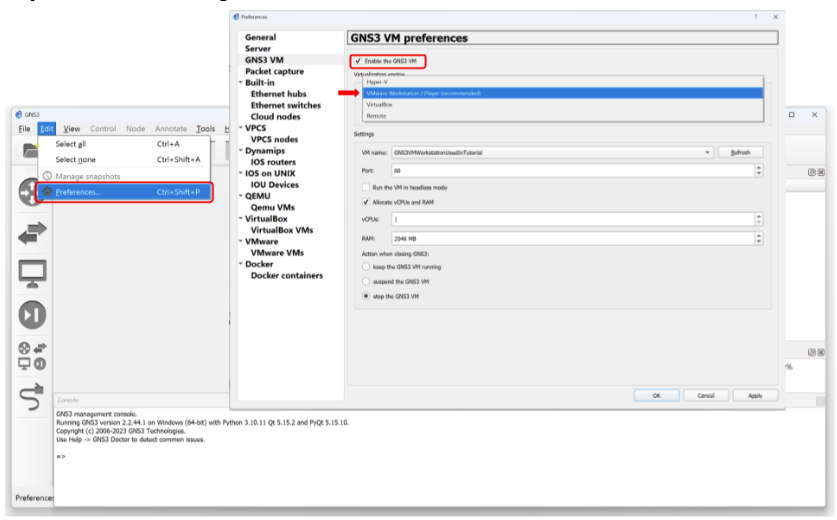 Preferences
? ×
General
Server
GNS3 VM
Packet capture
Built-in
Ethernet hubs
Ethernet switches
Cloud nodes
VPCS
VPCS nodes
Dynamips
IOS routers
IOS on UNIX
IOU Devices
QEMU
Qemu VMs
VirtualBox
VirtualBox VMs
VMware
VMware VMs
Docker
Docker containers
GNS3 VM preferences
Enable the GNS3 VM
Virtualization engine
Hyper-V
VMware Workstation / Player (recommended)
VirtualBox
Remote
Settings
VM name: GNS3VMWorkstationUsedInTutorial Refresh
Port: 80
Run the VM in headless mode
Allocate vCPUs and RAM
vCPUs: 1
RAM: 2048 MB
Action when closing GNS3:
keep the GNS3 VM running
suspend the GNS3 VM
stop the GNS3 VM
OK Cancel Apply
GNS3
File Edit View Control Node Annotate Tools
Select all Ctrl+A
Select none Ctrl+Shift+A
Manage snapshots
Preferences... Ctrl+Shift+P
%
Console
GNS3 management console.
Running GNS3 version 2.2.44.1 on Windows (64-bit) with Python 3.10.11 Qt 5.15.2 and PyQt 5.15.10.
Copyright (c) 2006-2023 GNS3 Technologies.
Use Help -> GNS3 Doctor to detect common issues.
=>
Preferences